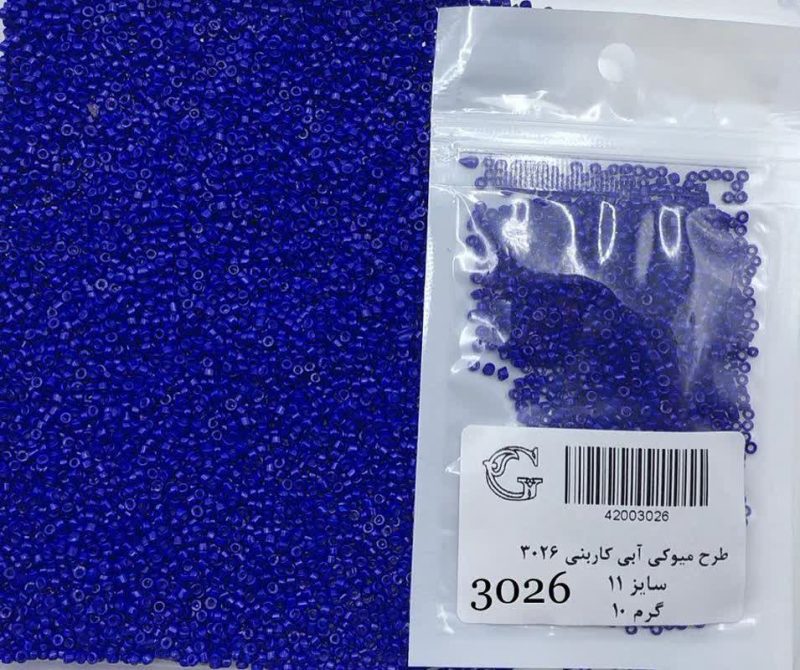 G
42003026
طرح میوکی آبی کاربنی ۳۰۲۶
سایز ۱۱
3026
گرم ۱۰